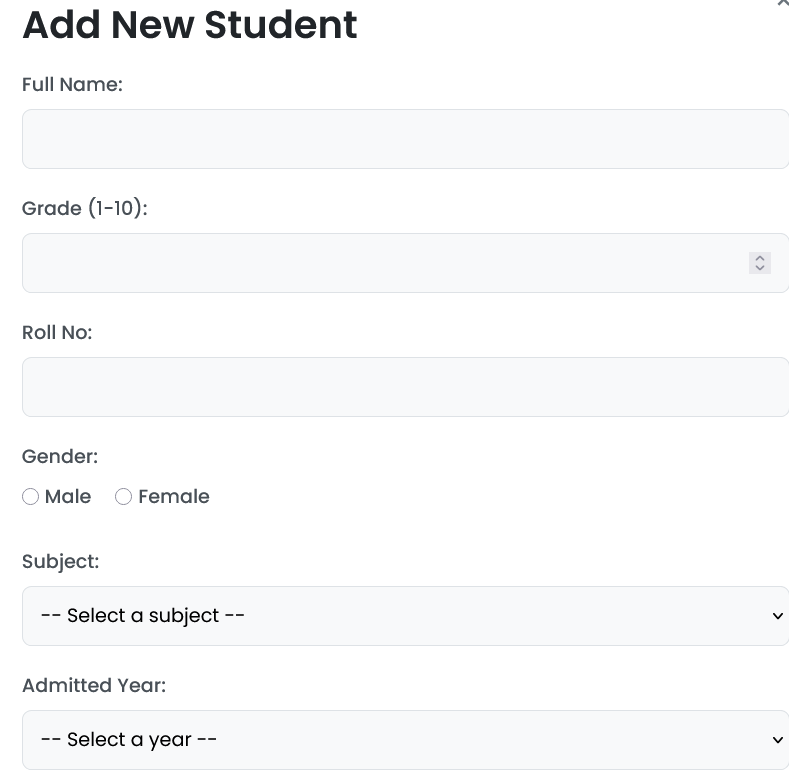 Add New Student
Full Name:
Grade (1-10):
Roll No:
Gender:
Male Female
Subject:
-- Select a subject --
Admitted Year:
-- Select a year --